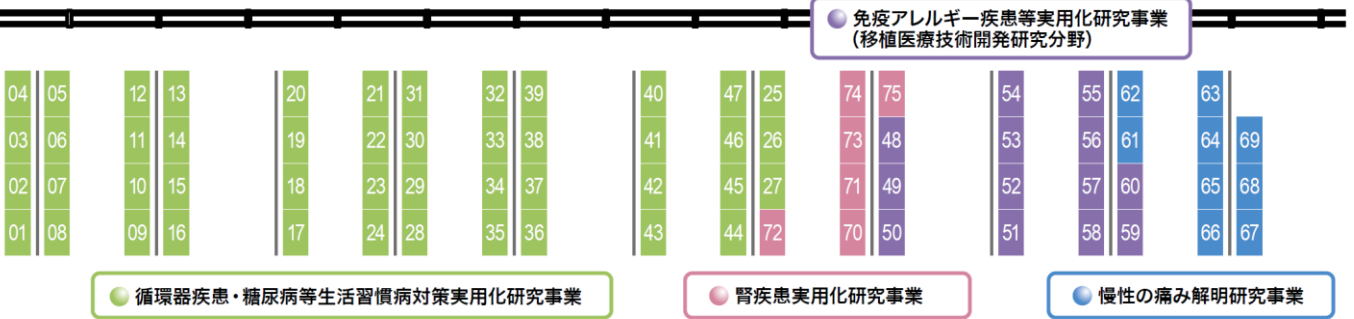 免疫アレルギー疾患等実用化研究事業
(移植医療技術開発研究分野)
04 05 12 13 20 21 31 32 39 40 47 25 74 75 54 55 62 63
03 06 11 14 19 22 30 33 38 41 46 26 73 48 53 56 61 64 69
02 07 10 15 18 23 29 34 37 42 45 27 71 49 52 57 60 65 68
01 08 09 16 17 24 28 35 36 43 44 72 70 50 51 58 59 66 67
循環器疾患・糖尿病等生活習慣病対策実用化研究事業 腎疾患実用化研究事業 慢性の痛み解明研究事業